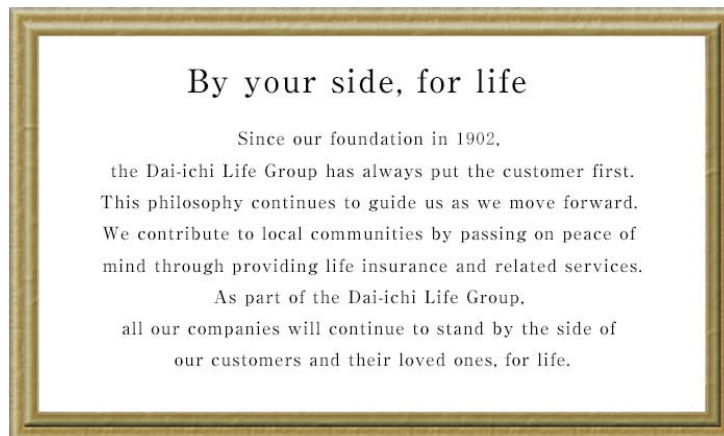 By your side, for life
Since our foundation in 1902,
the Dai-ichi Life Group has always put the customer first.
This philosophy continues to guide us as we move forward.
We contribute to local communities by passing on peace of
mind through providing life insurance and related services.
As part of the Dai-ichi Life Group,
all our companies will continue to stand by the side of
our customers and their loved ones, for life.